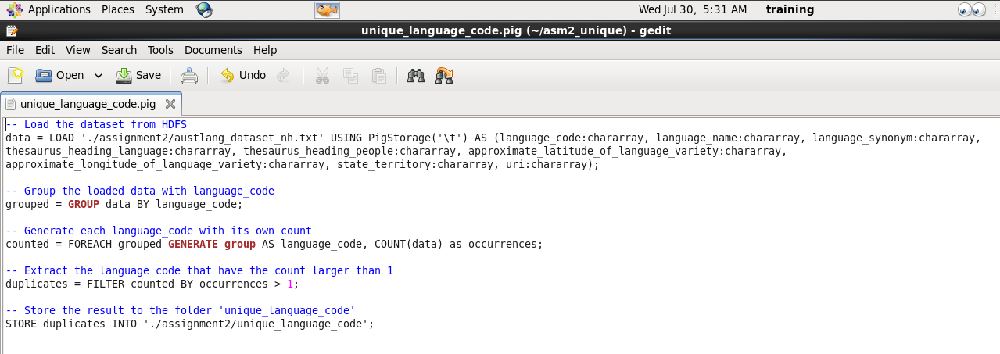 Applications Places System Wed Jul 30, 5:31 AM training
unique_language_code.pig (~/asm2_unique) - gedit
File Edit View Search Tools Documents Help
Open Save Undo
unique_language_code.pig
-- Load the dataset from HDFS
data = LOAD './assignment2/austlang_dataset_nh.txt' USING PigStorage('\t') AS (language_code:chararray, language_name:chararray, language_synonym:chararray,
thesaurus_heading_language:chararray, thesaurus_heading_people:chararray, approximate_latitude_of_language_variety:chararray,
approximate_longitude_of_language_variety:chararray, state_territory:chararray, uri:chararray);
-- Group the loaded data with language_code
grouped = GROUP data BY language_code;
-- Generate each language_code with its own count
counted = FOREACH grouped GENERATE group AS language_code, COUNT(data) as occurrences;
-- Extract the language_code that have the count larger than 1
duplicates = FILTER counted BY occurrences > 1;
-- Store the result to the folder 'unique_language_code'
STORE duplicates INTO './assignment2/unique_language_code';